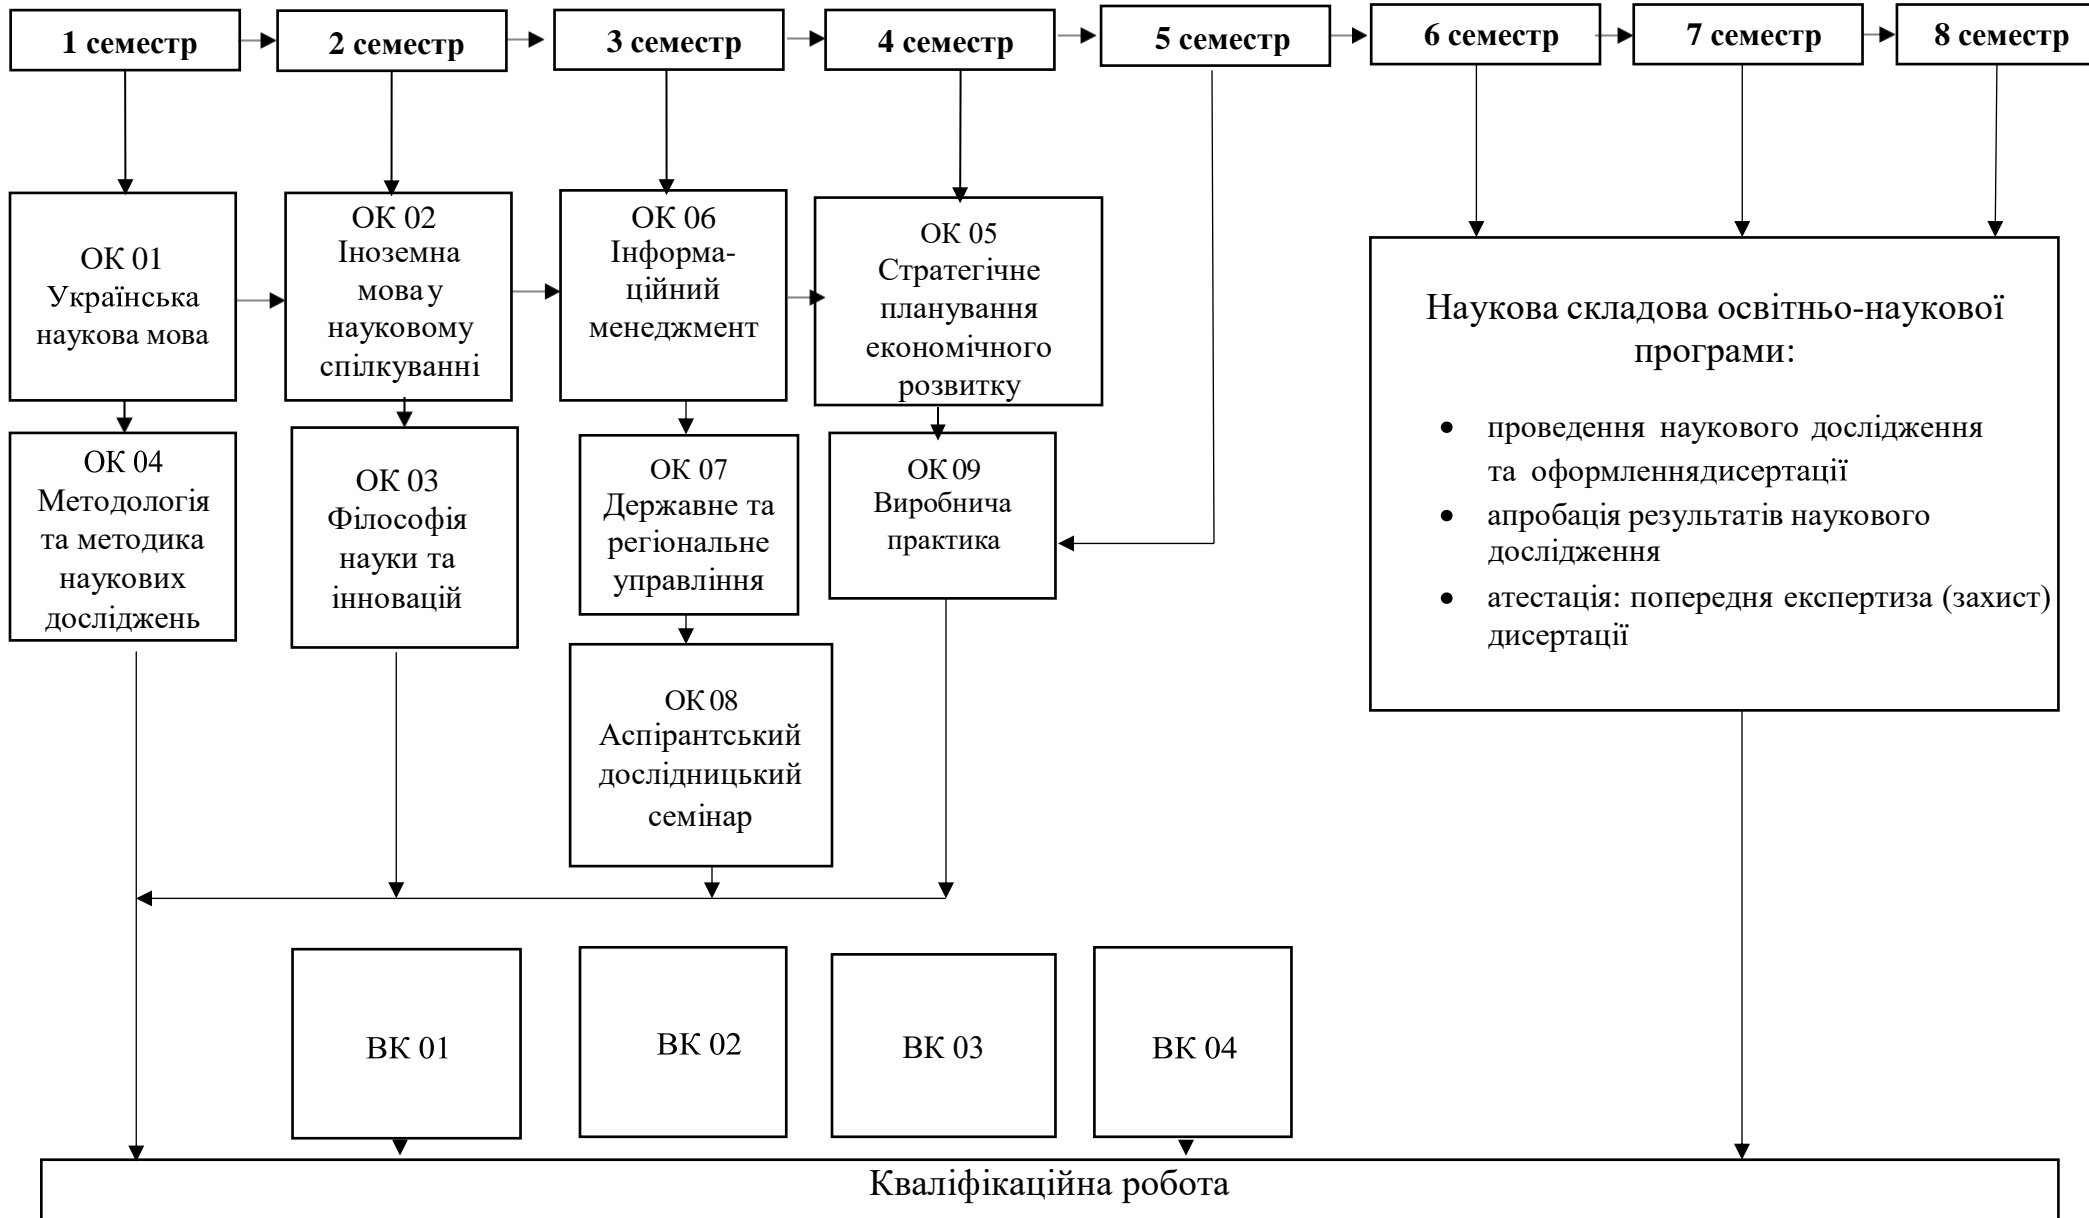 1 семестр
2 семестр
3 семестр
4 семестр
5 семестр
6 семестр
7 семестр
8 семестр
ОК 01
Українська
наукова мова
ОК 02
Іноземна
мова у
науковому
спілкуванні
ОК 06
Інформа-
ційний
менеджмент
ОК 05
Стратегічне
планування
економічного
розвитку
ОК 04
Методологія
та методика
наукових
досліджень
ОК 03
Філософія
науки та
інновацій
ОК 07
Державне та
регіональне
управління
ОК 09
Виробнича
практика
ОК 08
Аспірантський
дослідницький
семінар
Наукова складова освітньо-наукової
програми:
• проведення наукового дослідження
та оформленнядисертації
• апробація результатів наукового
дослідження
• атестація: попередня експертиза (захист)
дисертації
ВК 01
ВК 02
ВК 03
ВК 04
Кваліфікаційна робота